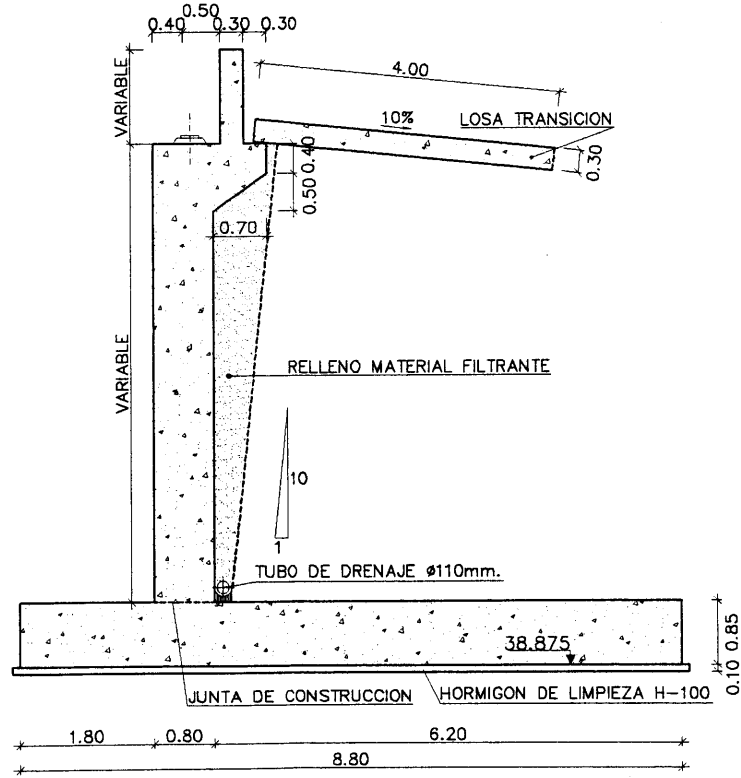 0.50
0.40 0.30 0.30
VARIABLE
4.00
10%
LOSA TRANSICION
0.40
0.30
0.50
0.70
VARIABLE
RELLENO MATERIAL FILTRANTE
10
1
TUBO DE DRENAJE ø110mm.
38.875
0.85
0.10
JUNTA DE CONSTRUCCION
HORMIGON DE LIMPIEZA H-100
1.80 0.80 6.20
8.80